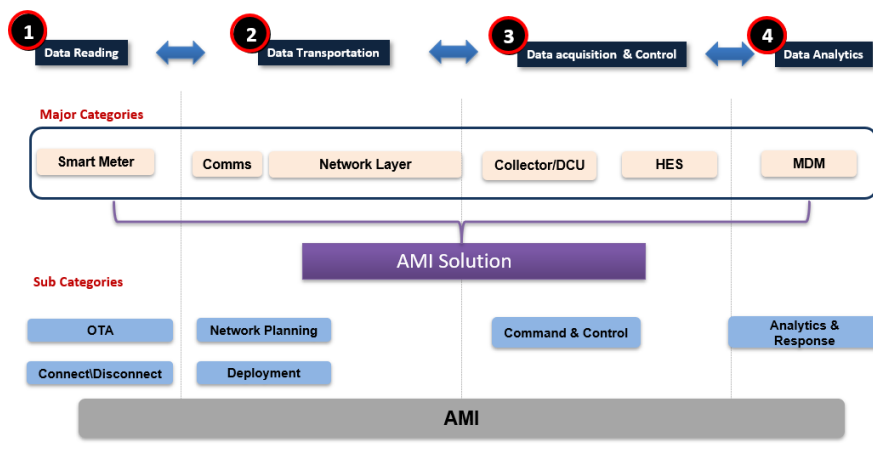 1
Data Reading
2
Data Transportation
3
Data acquisition & Control
4
Data Analytics
Major Categories
Smart Meter
Comms
Network Layer
Collector/DCU
HES
MDM
AMI Solution
Sub Categories
OTA
Network Planning
Command & Control
Analytics &
Response
Connect\Disconnect
Deployment
AMI